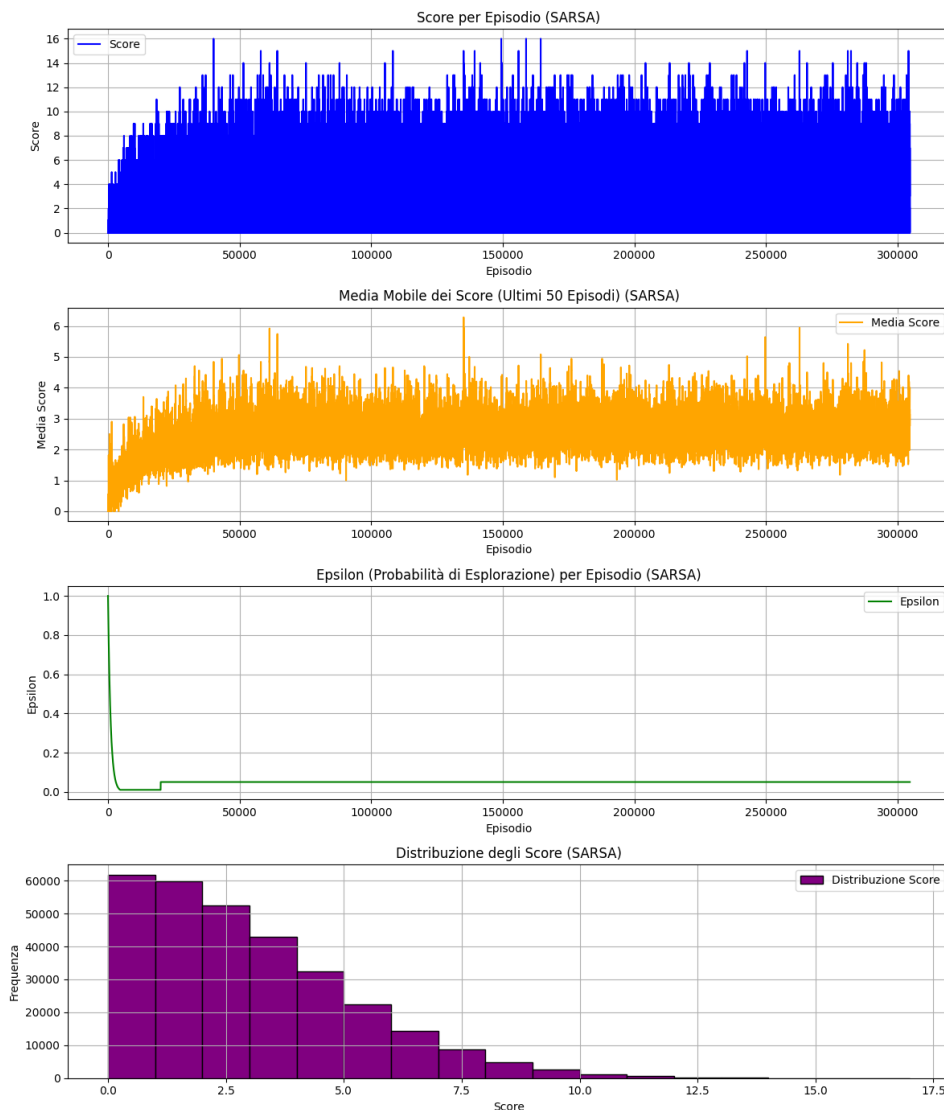 Score per Episodio (SARSA)
Score
16
14
12
10
8
6
4
2
0
Score
0 50000 100000 150000 200000 250000 300000
Episodio
Media Mobile dei Score (Ultimi 50 Episodi) (SARSA)
Media Score
6
5
4
3
2
1
0
Media Score
0 50000 100000 150000 200000 250000 300000
Episodio
Epsilon (Probabilità di Esplorazione) per Episodio (SARSA)
Epsilon
1.0
0.8
0.6
0.4
0.2
0.0
Epsilon
0 50000 100000 150000 200000 250000 300000
Episodio
Distribuzione degli Score (SARSA)
Distribuzione Score
60000
50000
40000
30000
20000
10000
0
Frequenza
0.0 2.5 5.0 7.5 10.0 12.5 15.0 17.5
Score